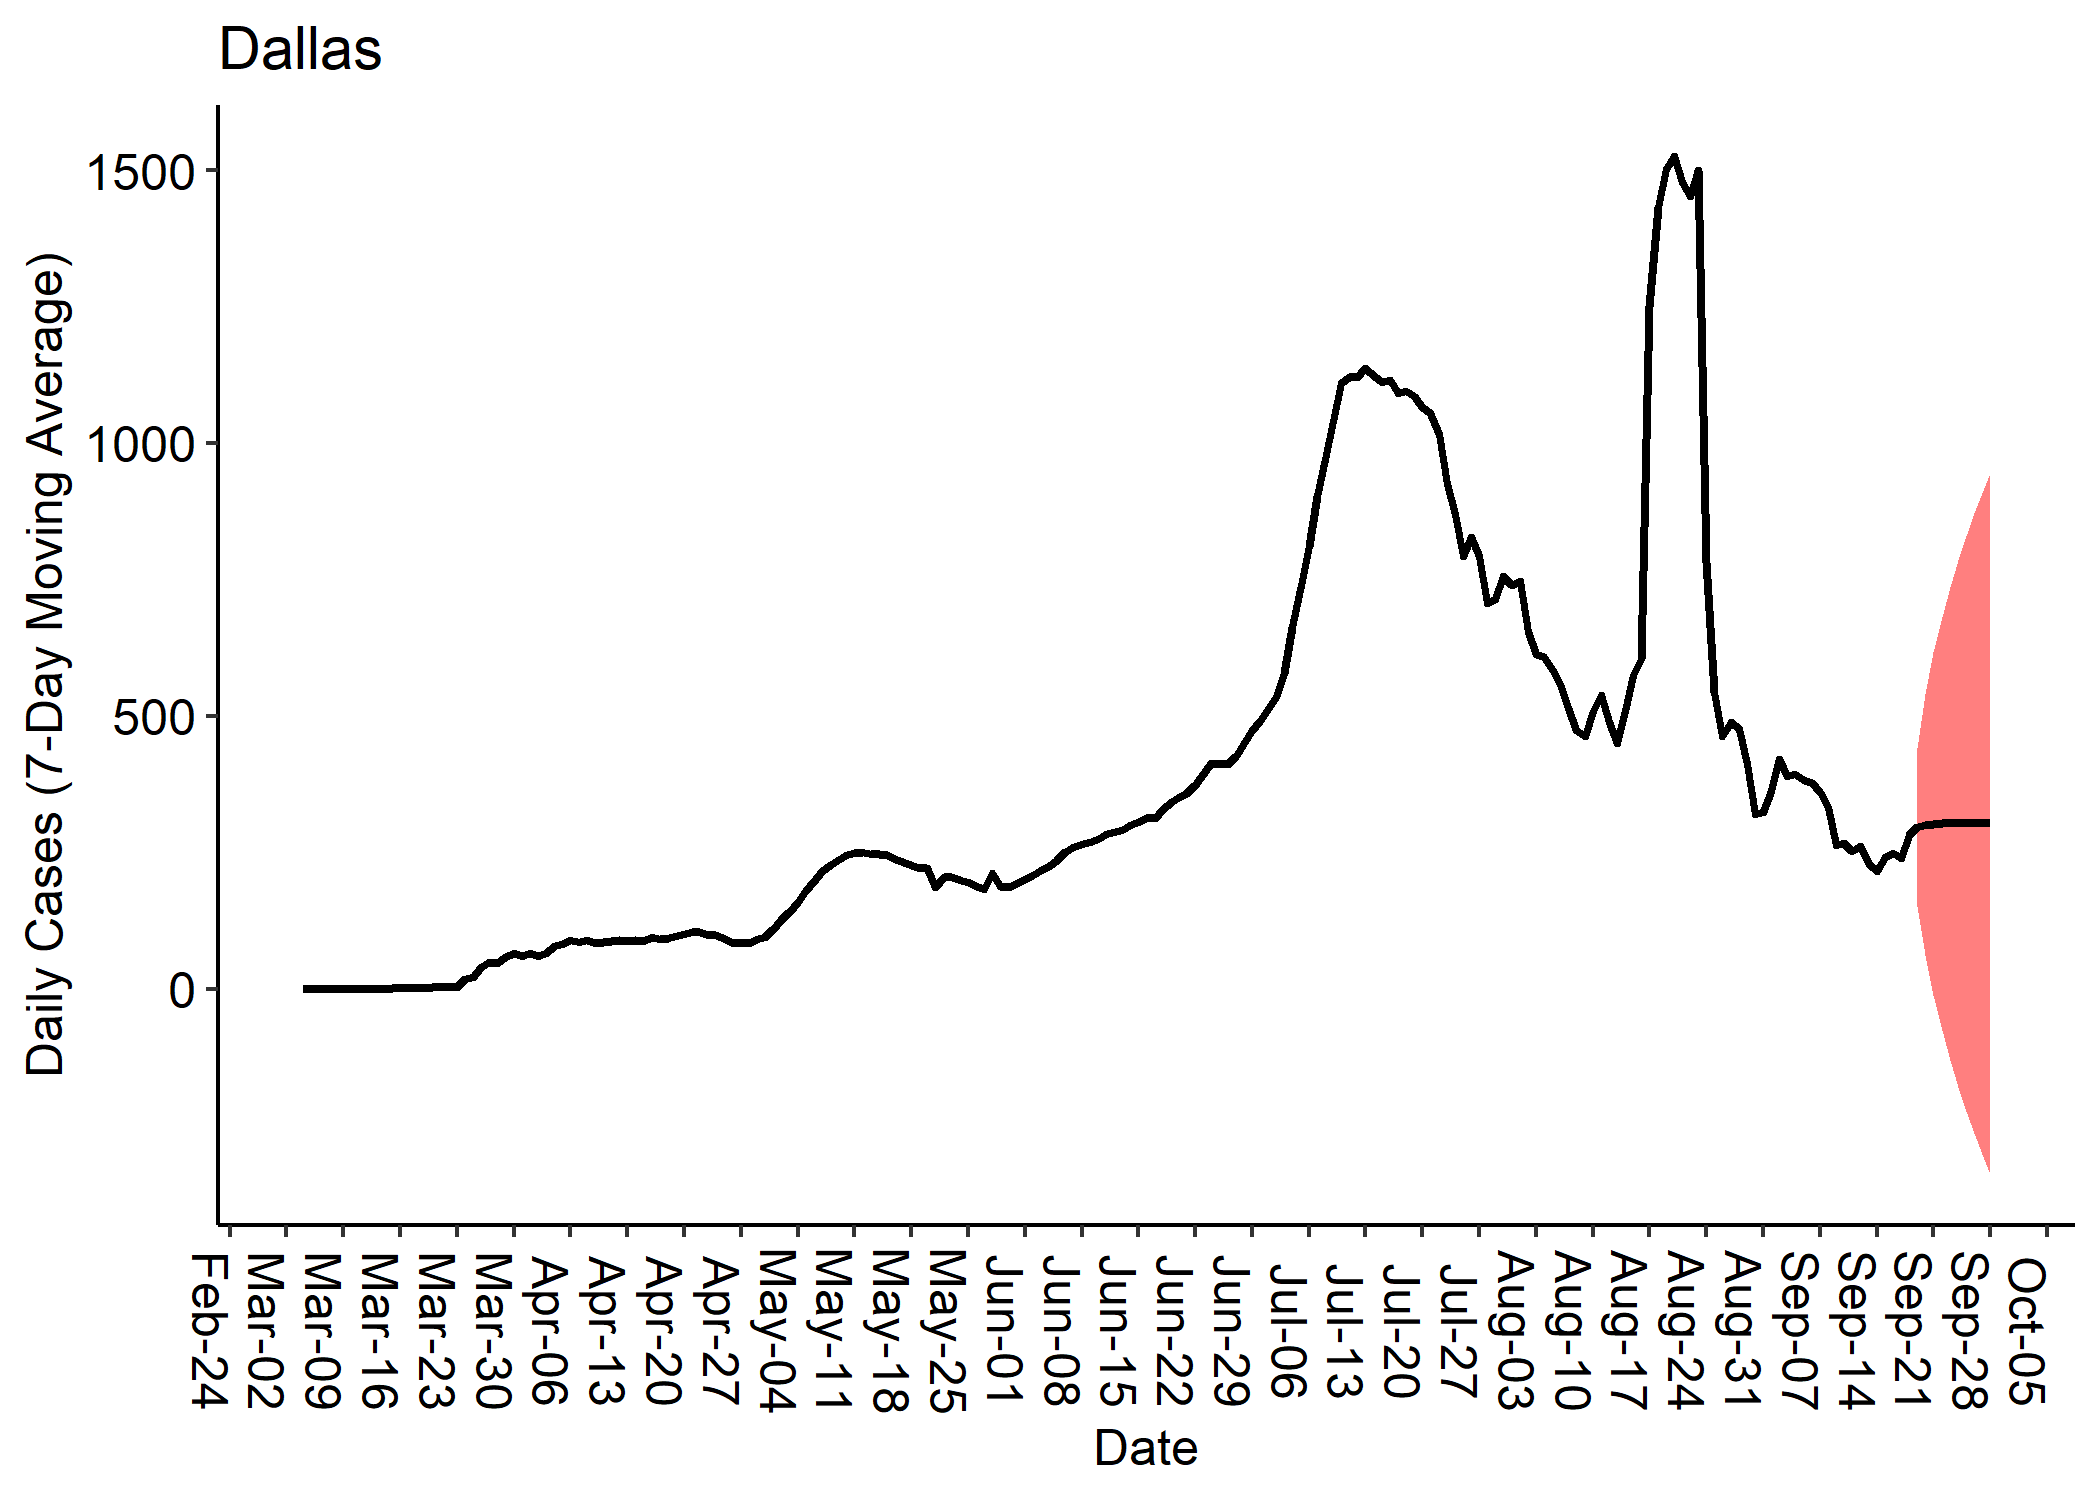 Dallas
Daily Cases (7-Day Moving Average)
1500
1000
500
0
Feb-24
Mar-02
Mar-09
Mar-16
Mar-23
Mar-30
Apr-06
Apr-13
Apr-20
Apr-27
May-04
May-11
May-18
May-25
Jun-01
Jun-08
Jun-15
Jun-22
Jun-29
Jul-06
Jul-13
Jul-20
Jul-27
Aug-03
Aug-10
Aug-17
Aug-24
Aug-31
Sep-07
Sep-14
Sep-21
Sep-28
Oct-05
Date